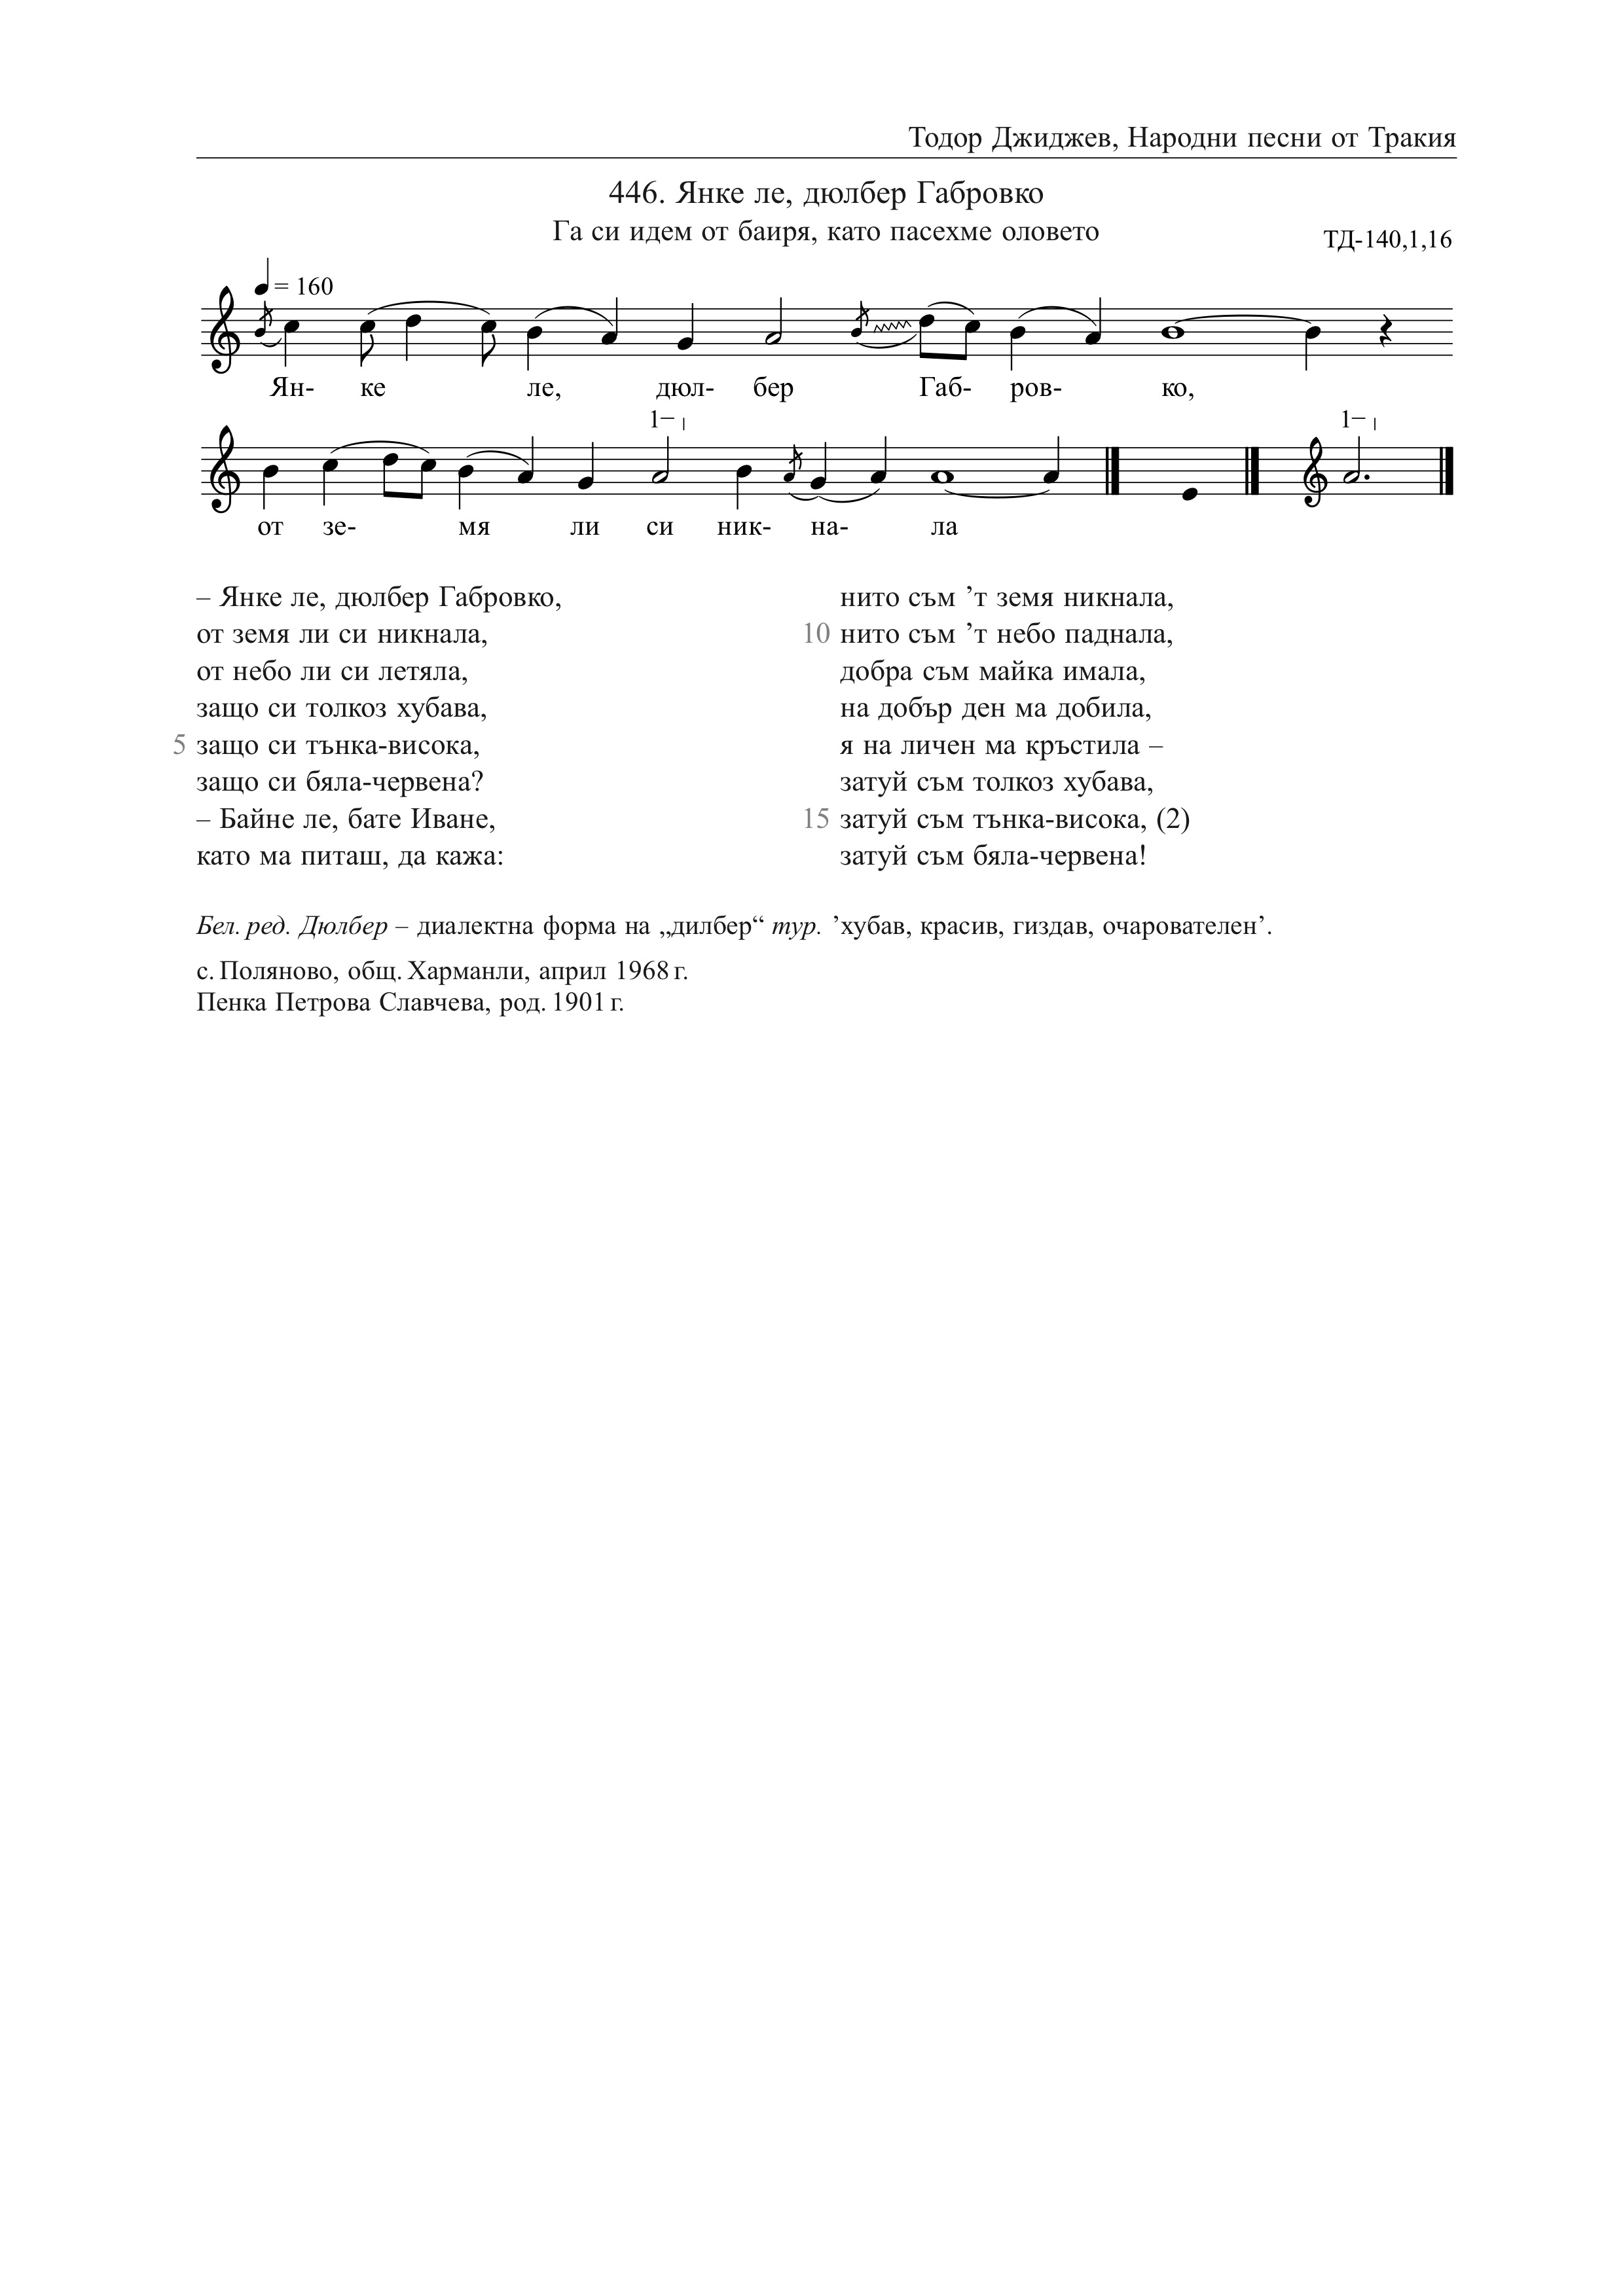 Тодор Джиджев, Народни песни от Тракия
446. Янке ле, дюлбер Габровко
Га си идем от баиря, като пасехме оловето
ТД-140,1,16
= 160
Ян- ке ле, дюл- бер Габ- ров- ко,
1– 1–
от зе- мя ли си ник- на- ла
– Янке ле, дюлбер Габровко,
от земя ли си никнала,
от небо ли си летяла,
защо си толкоз хубава,
5 защо си тънка-висока,
защо си бяла-червена?
– Байне ле, бате Иване,
като ма питаш, да кажа:
нито съм ’т земя никнала,
10 нито съм ’т небо паднала,
добра съм майка имала,
на добър ден ма добила,
я на личен ма кръстила –
затуй съм толкоз хубава,
15 затуй съм тънка-висока, (2)
затуй съм бяла-червена!
Бел. ред. Дюлбер – диалектна форма на „дилбер“ тур. ’хубав, красив, гиздав, очарователен’.
с. Поляново, общ. Харманли, април 1968 г.
Пенка Петрова Славчева, род. 1901 г.